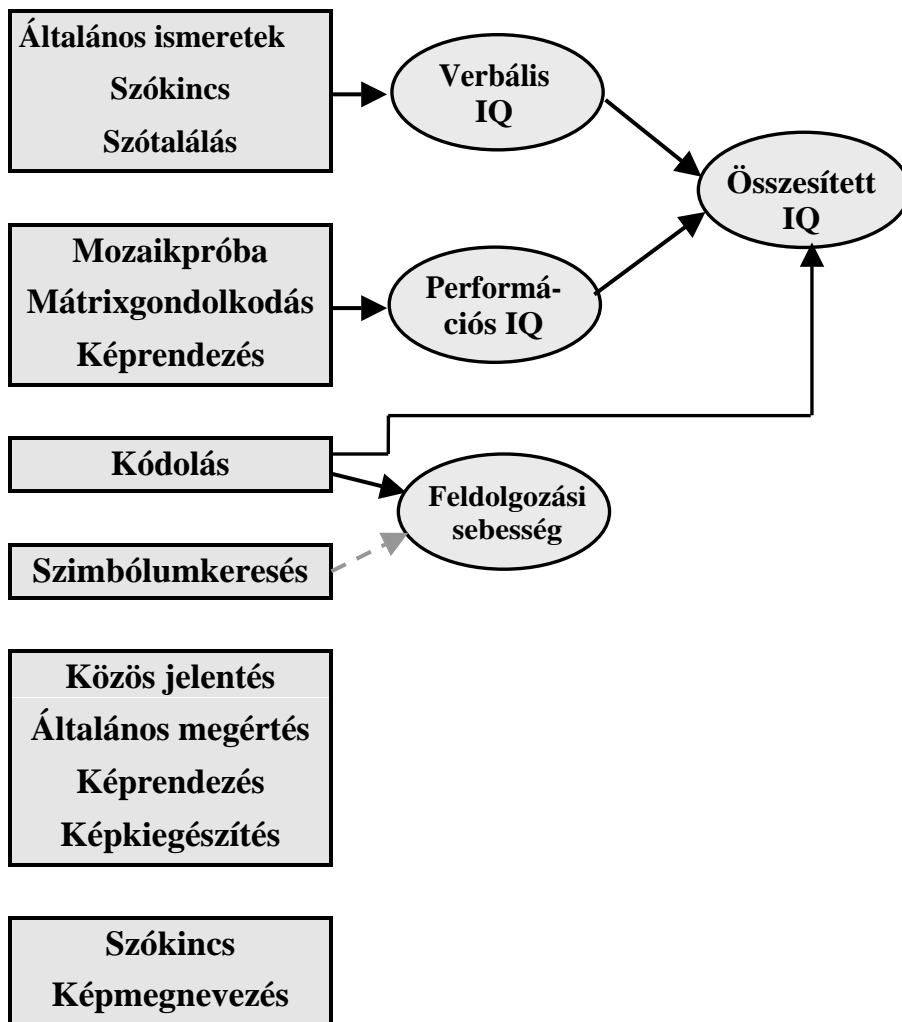 Általános ismeretek
Szókincs
Szótalálás
Verbális
IQ
Összesített
IQ
Mozaikpróba
Mátrixgondolkodás
Képrendezés
Performá-
ciós IQ
Kódolás
Feldolgozási
sebesség
Szimbólumkeresés
Közös jelentés
Általános megértés
Képrendezés
Képkiegészítés
Szókincs
Képmegnevezés